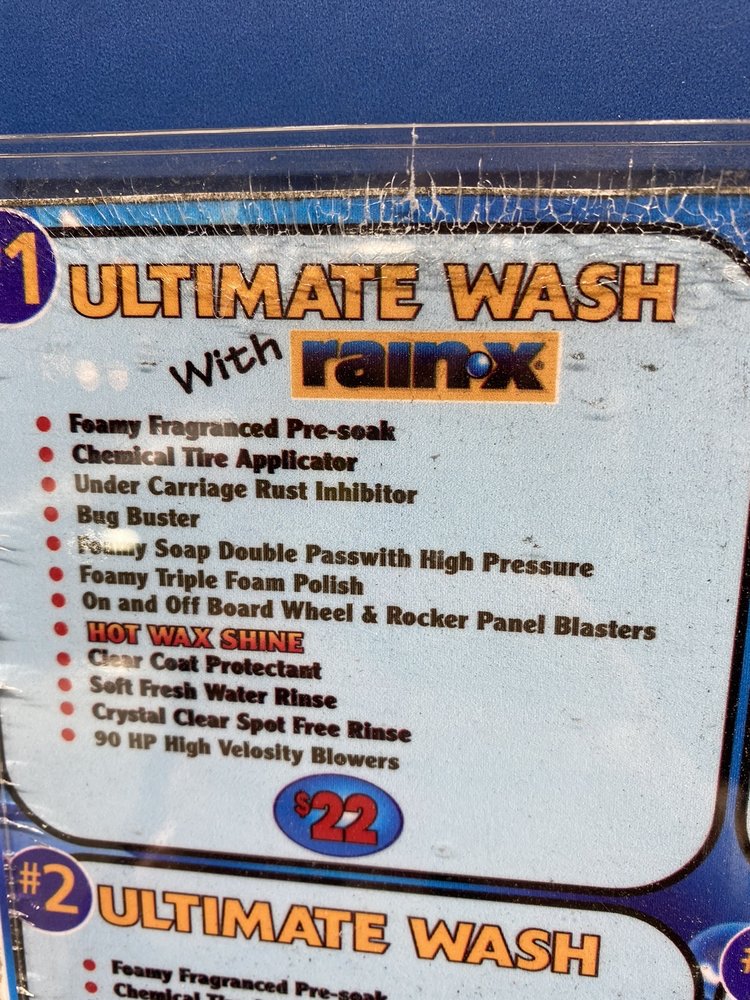 1
ULTIMATE WASH
With rain·x
Foamy Fragranced Pre-soak
Chemical Tire Applicator
Under Carriage Rust Inhibitor
Bug Buster
Foamy Soap Double Passwith High Pressure
Foamy Triple Foam Polish
On and Off Board Wheel & Rocker Panel Blasters
HOT WAX SHINE
Clear Coat Protectant
Soft Fresh Water Rinse
Crystal Clear Spot Free Rinse
90 HP High Velosity Blowers
$22
#2
ULTIMATE WASH
Foamy Fragranced Pre-soak
Chemical